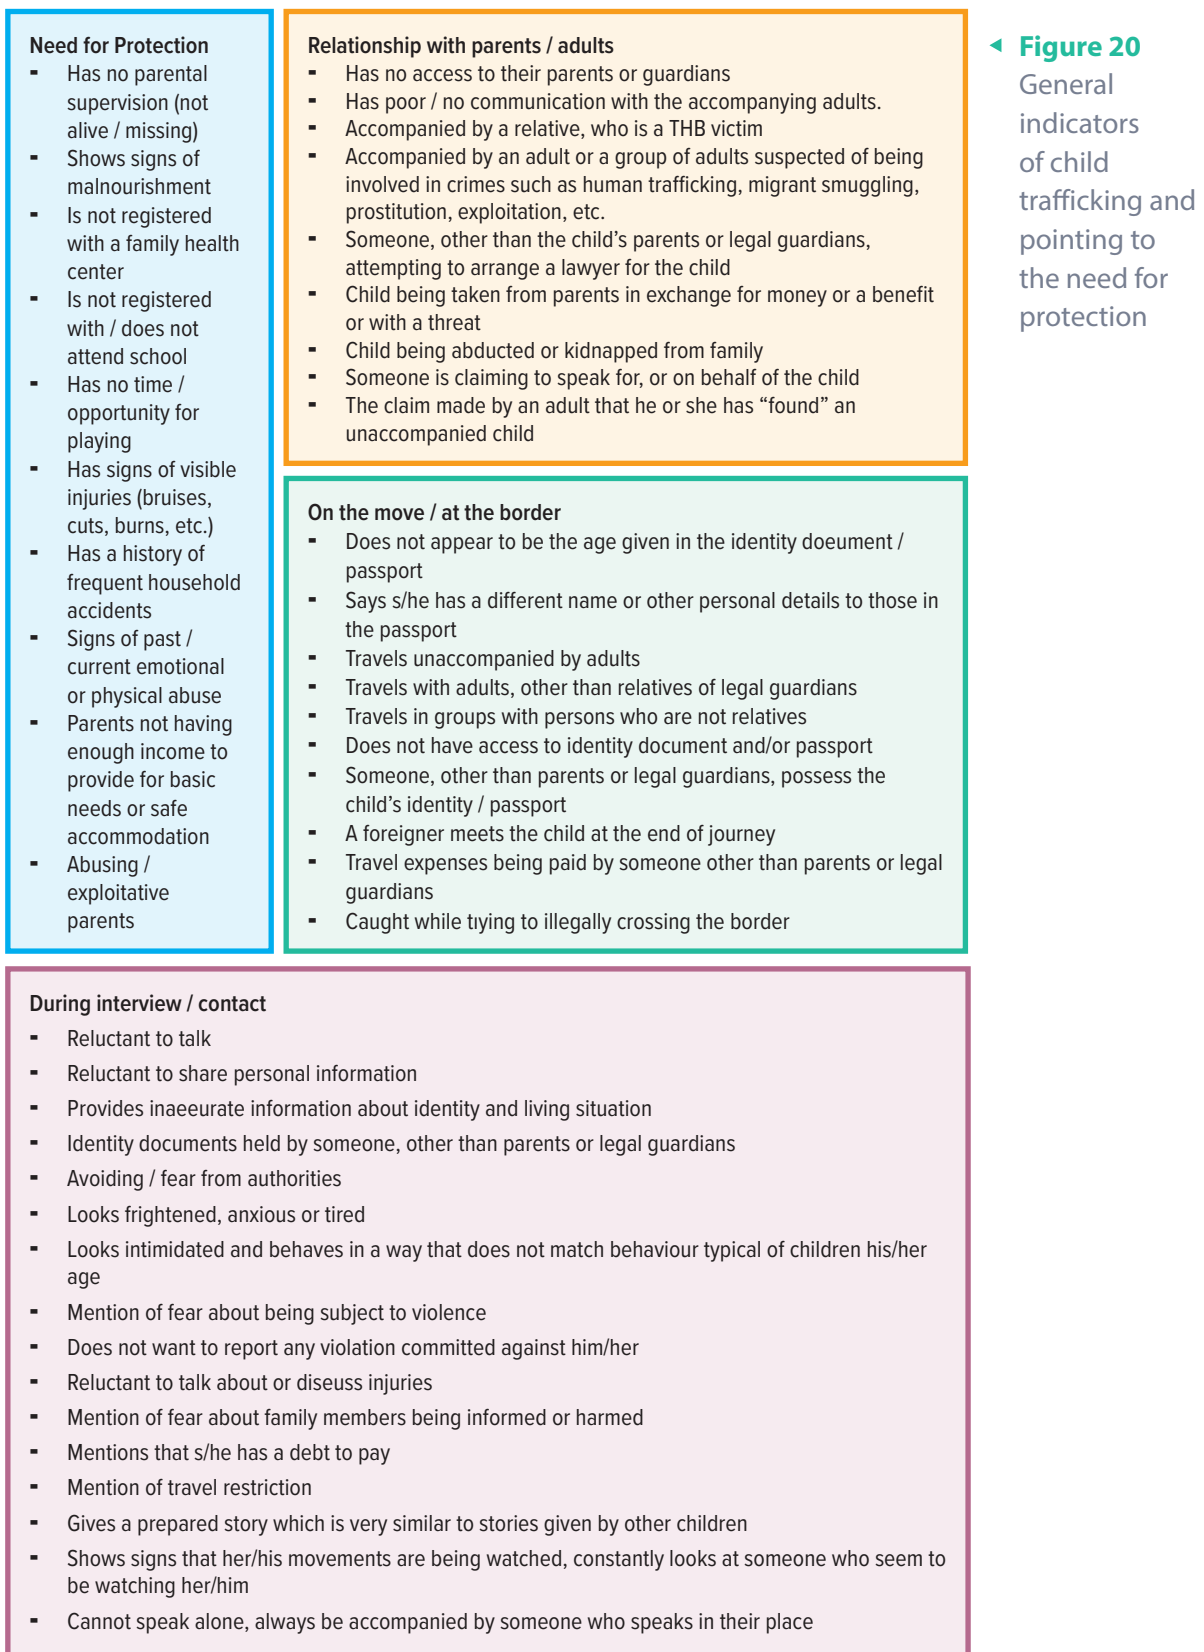 Need for Protection
- Has no parental
supervision (not
alive / missing)
- Shows signs of
malnourishment
- Is not registered
with a family health
center
- Is not registered
with / does not
attend school
- Has no time /
opportunity for
playing
- Has signs of visible
injuries (bruises,
cuts, burns, etc.)
- Has a history of
frequent household
accidents
- Signs of past /
current emotional
or physical abuse
- Parents not having
enough income to
provide for basic
needs or safe
accommodation
- Abusing /
exploitative
parents
Relationship with parents / adults
- Has no access to their parents or guardians
- Has poor / no communication with the accompanying adults.
- Accompanied by a relative, who is a THB victim
- Accompanied by an adult or a group of adults suspected of being
involved in crimes such as human trafficking, migrant smuggling,
prostitution, exploitation, etc.
- Someone, other than the child's parents or legal guardians,
attempting to arrange a lawyer for the child
- Child being taken from parents in exchange for money or a benefit
or with a threat
- Child being abducted or kidnapped from family
- Someone is claiming to speak for, or on behalf of the child
- The claim made by an adult that he or she has “found” an
unaccompanied child
On the move / at the border
- Does not appear to be the age given in the identity doeument /
passport
- Says s/he has a different name or other personal details to those in
the passport
- Travels unaccompanied by adults
- Travels with adults, other than relatives of legal guardians
- Travels in groups with persons who are not relatives
- Does not have access to identity document and/or passport
- Someone, other than parents or legal guardians, possess the
child's identity / passport
- A foreigner meets the child at the end of journey
- Travel expenses being paid by someone other than parents or legal
guardians
- Caught while tıying to illegally crossing the border
During interview / contact
- Reluctant to talk
- Reluctant to share personal information
- Provides inaeeurate information about identity and living situation
- Identity documents held by someone, other than parents or legal guardians
- Avoiding / fear from authorities
- Looks frightened, anxious or tired
- Looks intimidated and behaves in a way that does not match behaviour typical of children his/her
age
- Mention of fear about being subject to violence
- Does not want to report any violation committed against him/her
- Reluctant to talk about or diseuss injuries
- Mention of fear about family members being informed or harmed
- Mentions that s/he has a debt to pay
- Mention of travel restriction
- Gives a prepared story which is very similar to stories given by other children
- Shows signs that her/his movements are being watched, constantly looks at someone who seem to
be watching her/him
- Cannot speak alone, always be accompanied by someone who speaks in their place
Figure 20
General
indicators
of child
trafficking and
pointing to
the need for
protection